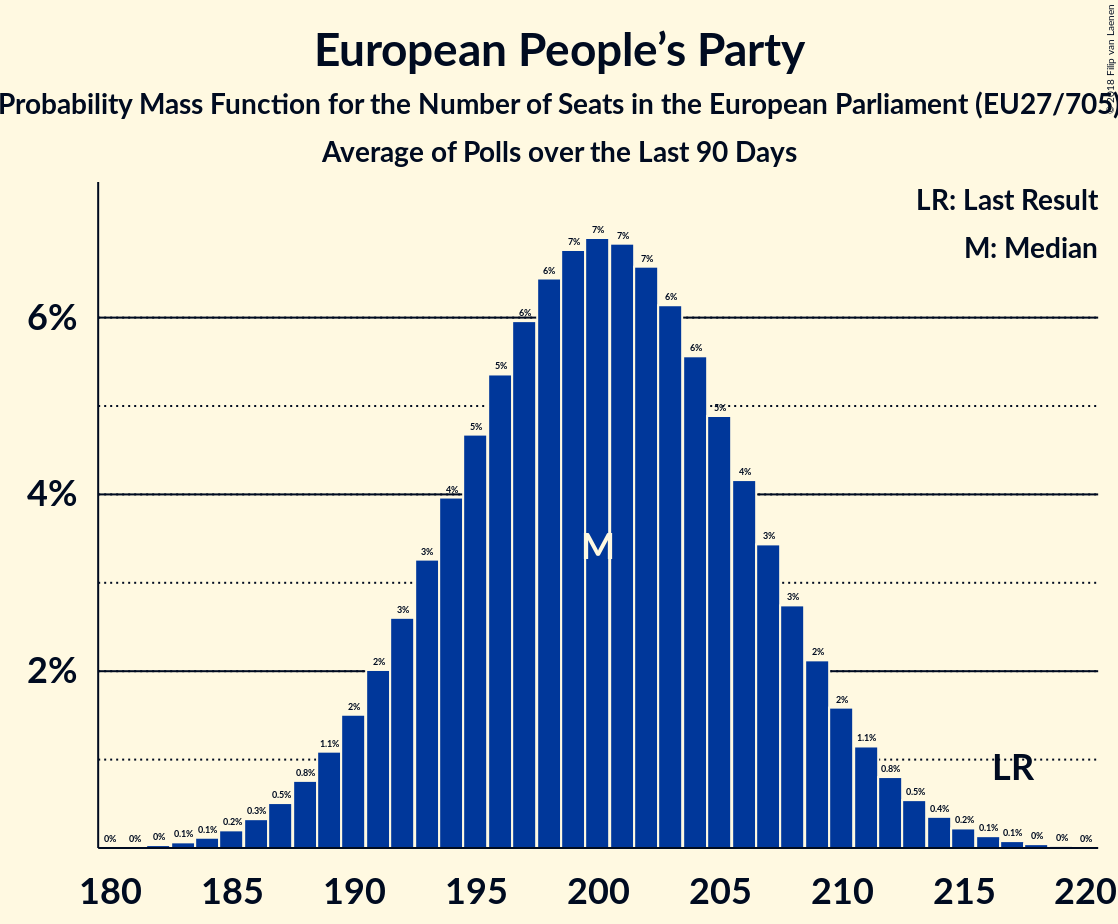 European People’s Party
Probability Mass Function for the Number of Seats in the European Parliament (EU27/705)
Average of Polls over the Last 90 Days
© 2018 Filip van Laenen
LR: Last Result
M: Median
6%
4%
2%
0% 0% 0% 0.1% 0.1% 0.2% 0.3% 0.5% 0.8% 1.1% 2% 2% 3% 3% 4% 5% 5% 6% 6% 7% 7% 7% 7% 6% 6% 5% 4% 3% 3% 2% 2% 1.1% 0.8% 0.5% 0.4% 0.2% 0.1% 0.1% 0% 0% 0%
M
LR
180 185 190 195 200 205 210 215 220